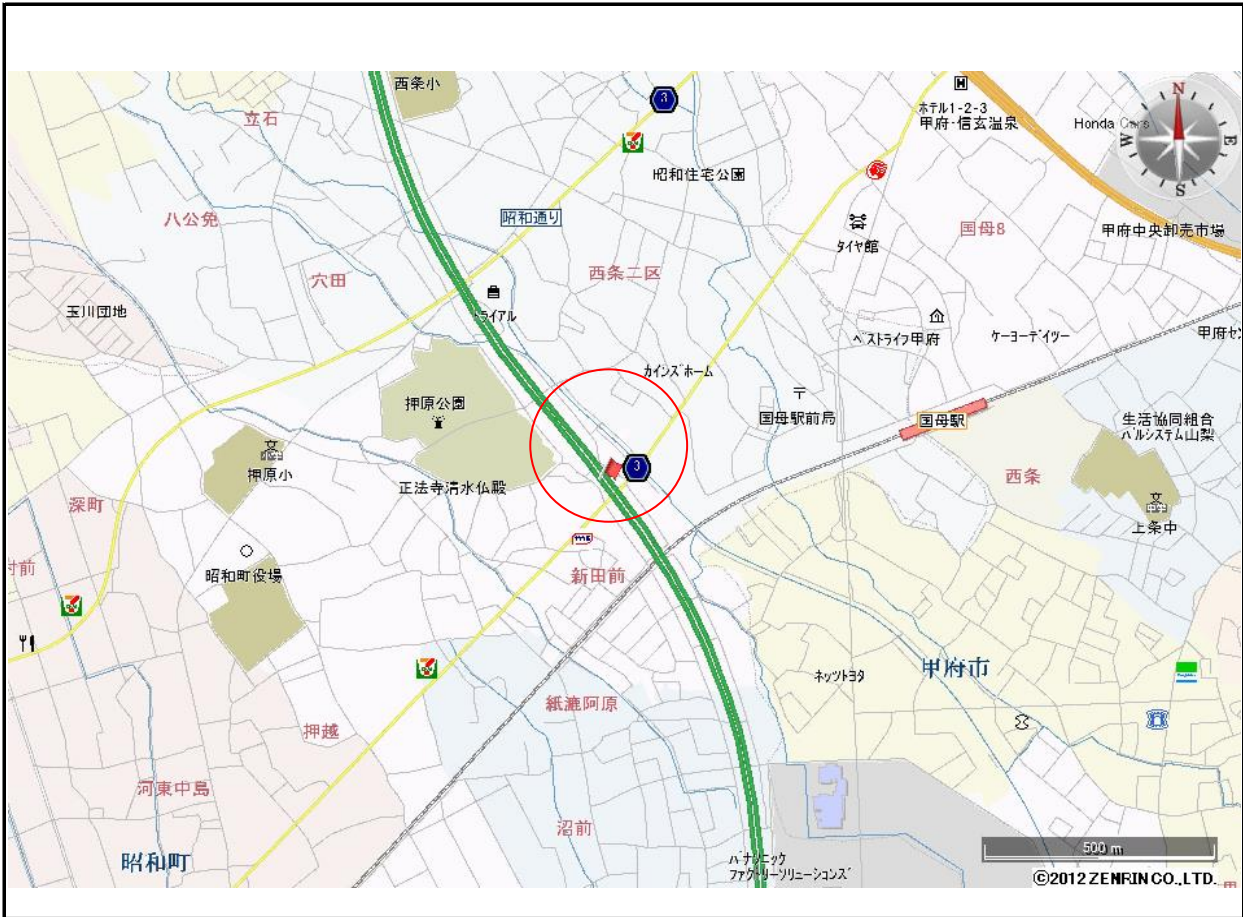 西条小
3
立石
ホテル1-2-3
甲府・信玄温泉
Honda Cars
N
W
E
S
昭和住宅公園
八公免
昭和通り
タイヤ館
国母8
甲府中央卸売市場
穴田
西条二区
玉川団地
トライアル
ベストライフ甲府
ケーヨーデイツー
甲府セ
カインズホーム
押原公園
国母駅前局
国母駅
生活協同組合
パルシステム山梨
文
押原小
3
正法寺清水仏殿
西条
文
上条中
深町
新田前
昭和町役場
付前
ネッツトヨタ
甲府市
紙漉阿原
押越
河東中島
沼前
昭和町
パナソニック
ファクトリーソリューションズ
500 m
©2012 ZENRIN CO., LTD.